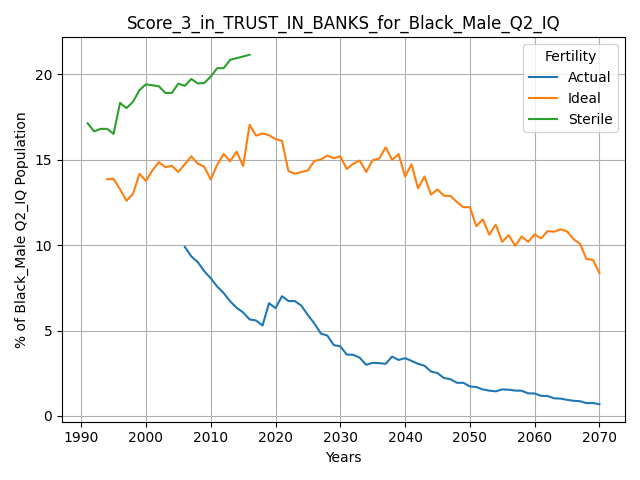 Score_3_in_TRUST_IN_BANKS_for_Black_Male_Q2_IQ
Fertility
Actual
Ideal
Sterile
% of Black_Male Q2_IQ Population
20
15
10
5
0
1990 2000 2010 2020 2030 2040 2050 2060 2070
Years